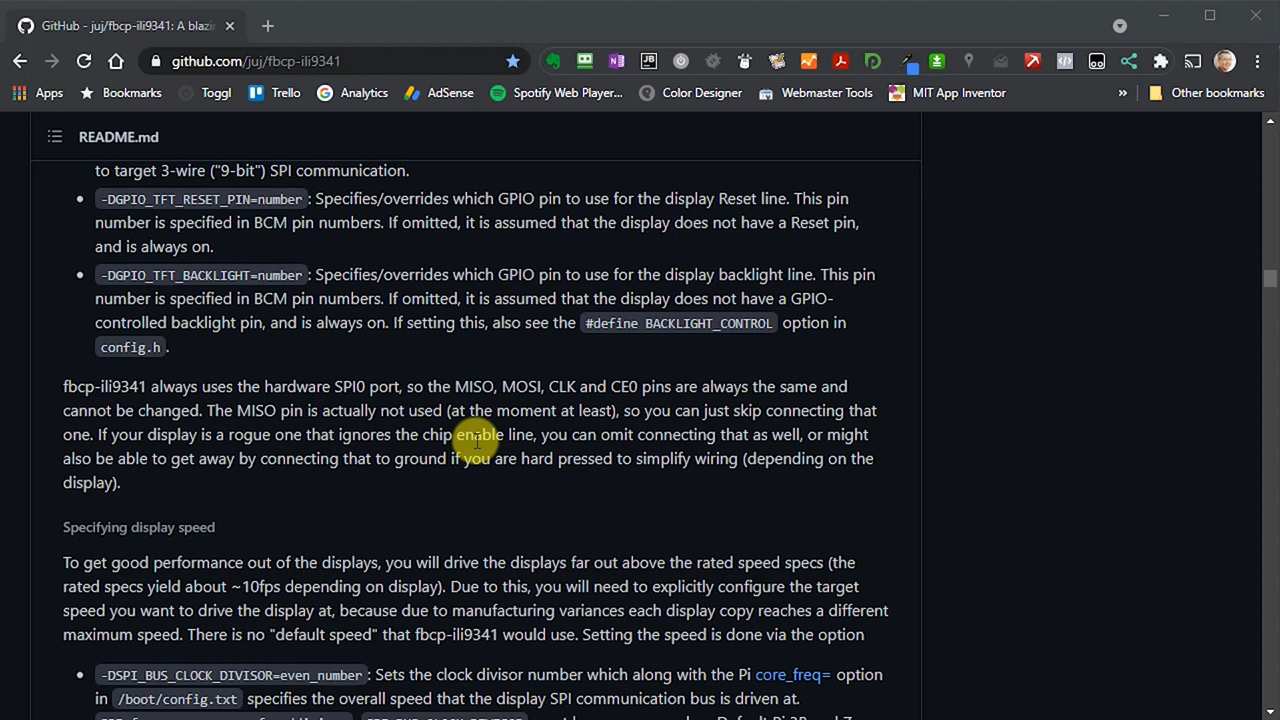 GitHub - juj/fbcp-ili9341: A blazin
github.com/juj/fbcp-ili9341
Apps
Bookmarks
Toggl
Trello
Analytics
AdSense
Spotify Web Player...
Color Designer
Webmaster Tools
MIT App Inventor
»
Other bookmarks
README.md
to target 3-wire ("9-bit") SPI communication.
• -DGPIO_TFT_RESET_PIN=number: Specifies/overrides which GPIO pin to use for the display Reset line. This pin
number is specified in BCM pin numbers. If omitted, it is assumed that the display does not have a Reset pin,
and is always on.
• -DGPIO_TFT_BACKLIGHT=number: Specifies/overrides which GPIO pin to use for the display backlight line. This pin
number is specified in BCM pin numbers. If omitted, it is assumed that the display does not have a GPIO-
controlled backlight pin, and is always on. If setting this, also see the #define BACKLIGHT_CONTROL option in
config.h.
fbcp-ili9341 always uses the hardware SPI0 port, so the MISO, MOSI, CLK and CE0 pins are always the same and
cannot be changed. The MISO pin is actually not used (at the moment at least), so you can just skip connecting that
one. If your display is a rogue one that ignores the chip enable line, you can omit connecting that as well, or might
also be able to get away by connecting that to ground if you are hard pressed to simplify wiring (depending on the
display).
Specifying display speed
To get good performance out of the displays, you will drive the displays far out above the rated speed specs (the
rated specs yield about ~10fps depending on display). Due to this, you will need to explicitly configure the target
speed you want to drive the display at, because due to manufacturing variances each display copy reaches a different
maximum speed. There is no "default speed" that fbcp-ili9341 would use. Setting the speed is done via the option
• -DSPI_BUS_CLOCK_DIVISOR=even_number: Sets the clock divisor number which along with the Pi core_freq= option
in /boot/config.txt specifies the overall speed that the display SPI communication bus is driven at.